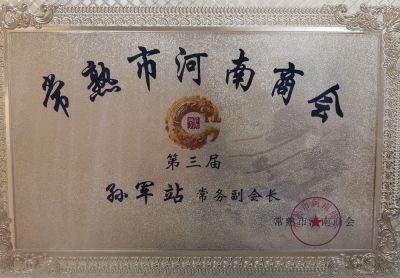 常熟市河南商会
第三届
孙军站 常务副会长
常熟市河南商会